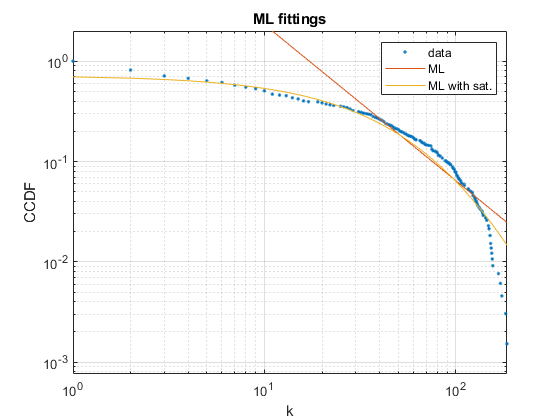 ML fittings
data
ML
ML with sat.
CCDF
10^0
10^-1
10^-2
10^-3
10^0
10^1
10^2
k